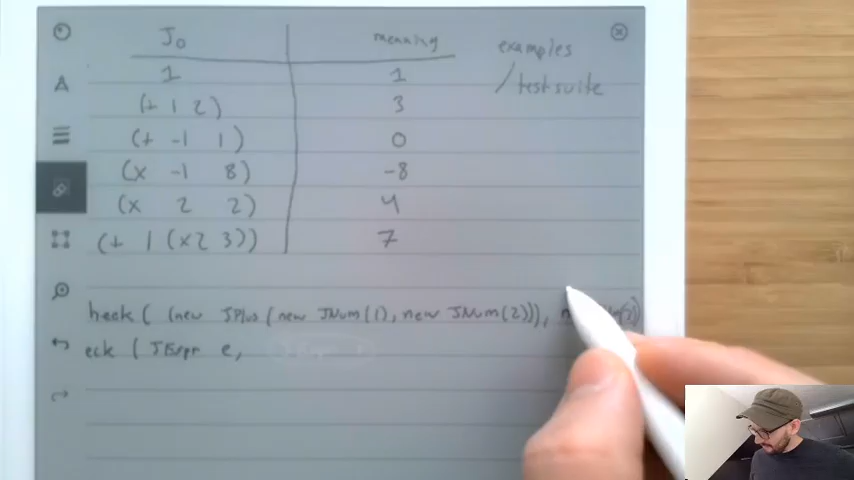 J0 meaning examples
1 1 / test suite
(+ 1 2) 3
(+ -1 1) 0
(x -1 8) -8
(x 2 2) 4
(+ 1 (x 2 3)) 7
heck ( (new JPlus (new JNum(1), new JNum(2))),
eck ( JExpr e,